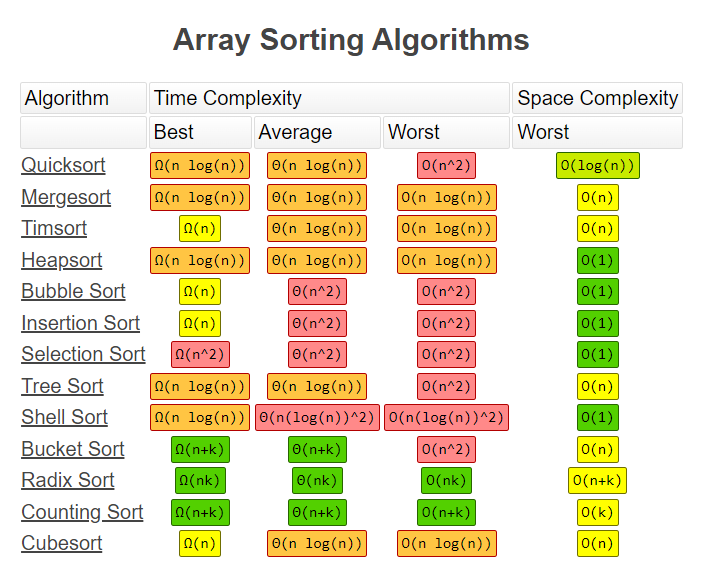 Array Sorting Algorithms
Algorithm Time Complexity Space Complexity
Best Average Worst Worst
Quicksort Ω(n log(n)) Θ(n log(n)) O(n^2) O(log(n))
Mergesort Ω(n log(n)) Θ(n log(n)) O(n log(n)) O(n)
Timsort Ω(n) Θ(n log(n)) O(n log(n)) O(n)
Heapsort Ω(n log(n)) Θ(n log(n)) O(n log(n)) O(1)
Bubble Sort Ω(n) Θ(n^2) O(n^2) O(1)
Insertion Sort Ω(n) Θ(n^2) O(n^2) O(1)
Selection Sort Ω(n^2) Θ(n^2) O(n^2) O(1)
Tree Sort Ω(n log(n)) Θ(n log(n)) O(n^2) O(n)
Shell Sort Ω(n log(n)) Θ(n(log(n))^2) O(n(log(n))^2) O(1)
Bucket Sort Ω(n+k) Θ(n+k) O(n^2) O(n)
Radix Sort Ω(nk) Θ(nk) O(nk) O(n+k)
Counting Sort Ω(n+k) Θ(n+k) O(n+k) O(k)
Cubesort Ω(n) Θ(n log(n)) O(n log(n)) O(n)